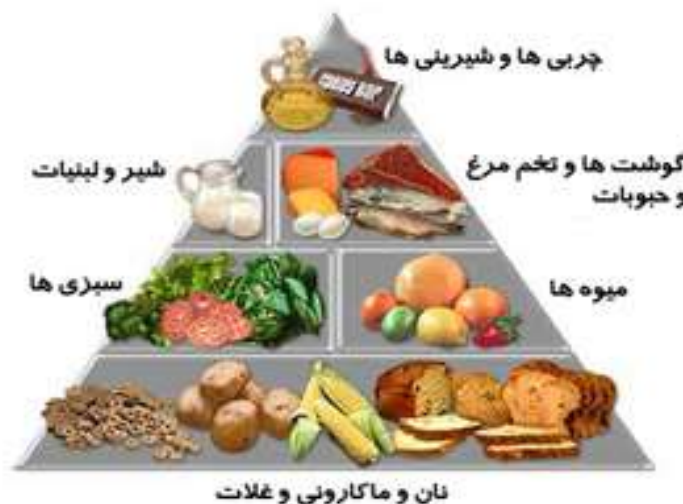 چربی ها و شیرینی ها
شیر و لبنیات
گوشت ها و تخم مرغ
و حبوبات
سبزی ها
میوه ها
نان و ماکارونی و غلات